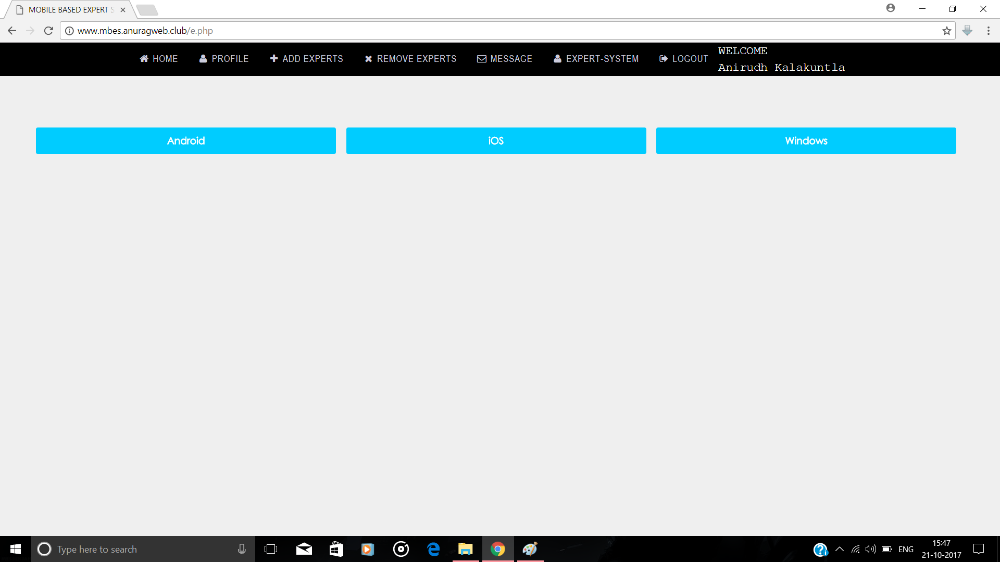 MOBILE BASED EXPERT S
www.mbes.anuragweb.club/e.php
HOME PROFILE ADD EXPERTS REMOVE EXPERTS MESSAGE EXPERT-SYSTEM LOGOUT
WELCOME
Anirudh Kalakuntla
Android iOS Windows
Type here to search
ENG
15:47
21-10-2017